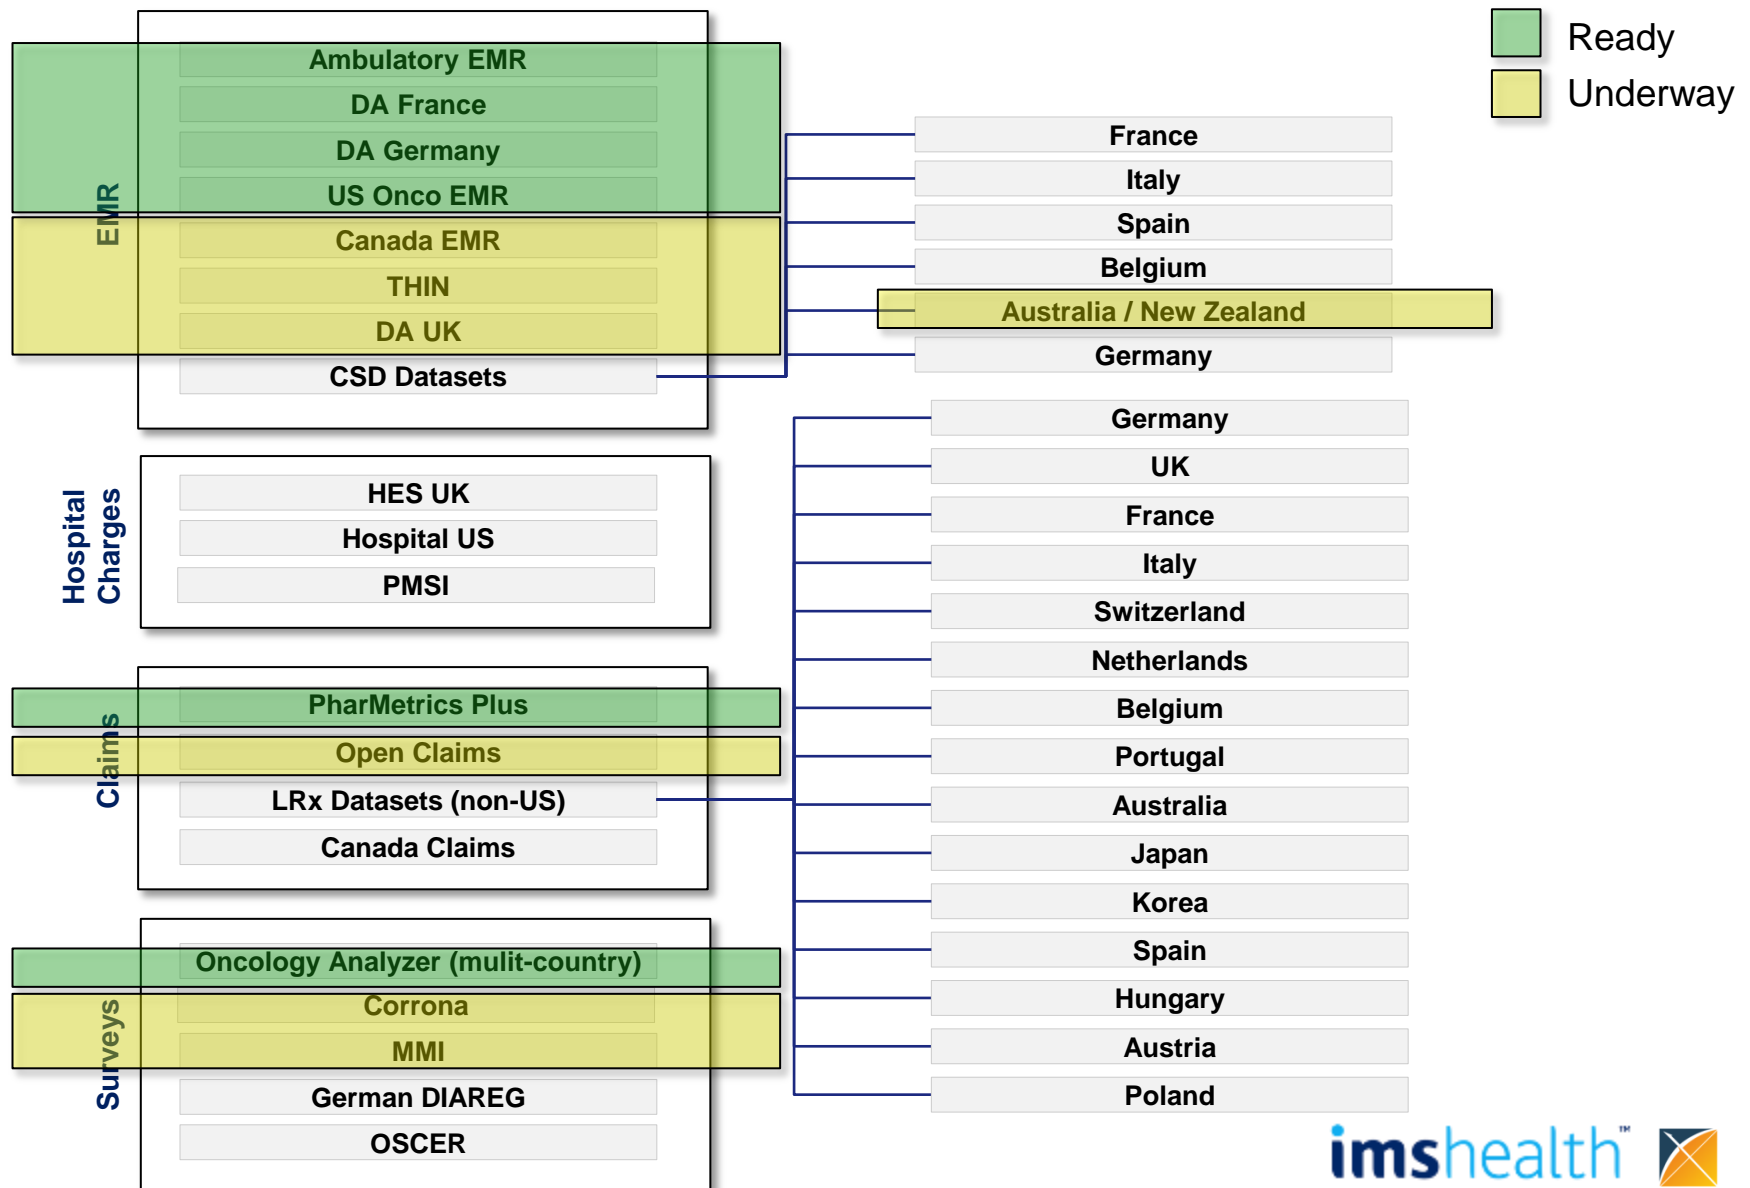 Ready
Underway
EMR
Ambulatory EMR
DA France
DA Germany
US Onco EMR
Canada EMR
THIN
DA UK
CSD Datasets
France
Italy
Spain
Belgium
Australia / New Zealand
Germany
Hospital
Charges
HES UK
Hospital US
PMSI
Claims
PharMetrics Plus
Open Claims
LRx Datasets (non-US)
Canada Claims
Germany
UK
France
Italy
Switzerland
Netherlands
Belgium
Portugal
Australia
Japan
Korea
Spain
Hungary
Austria
Poland
Surveys
Oncology Analyzer (mulit-country)
Corrona
MMI
German DIAREG
OSCER
imshealth™